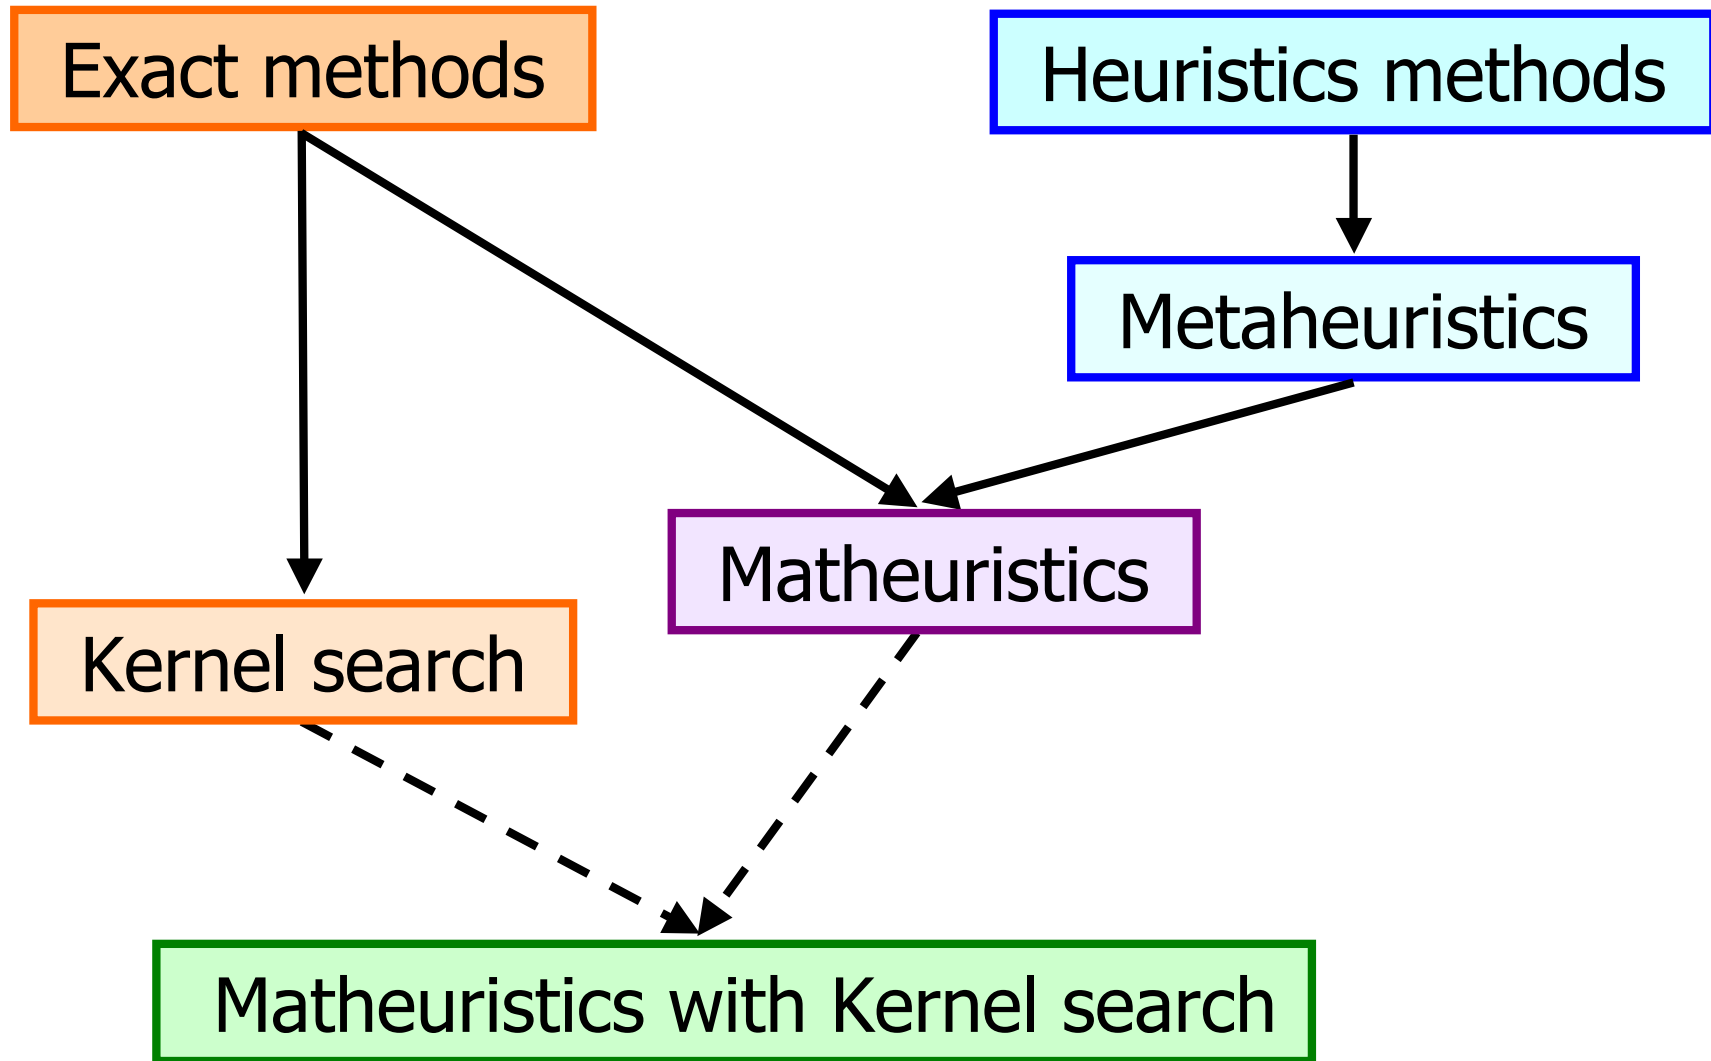 Exact methods
Heuristics methods
Metaheuristics
Matheuristics
Kernel search
Matheuristics with Kernel search